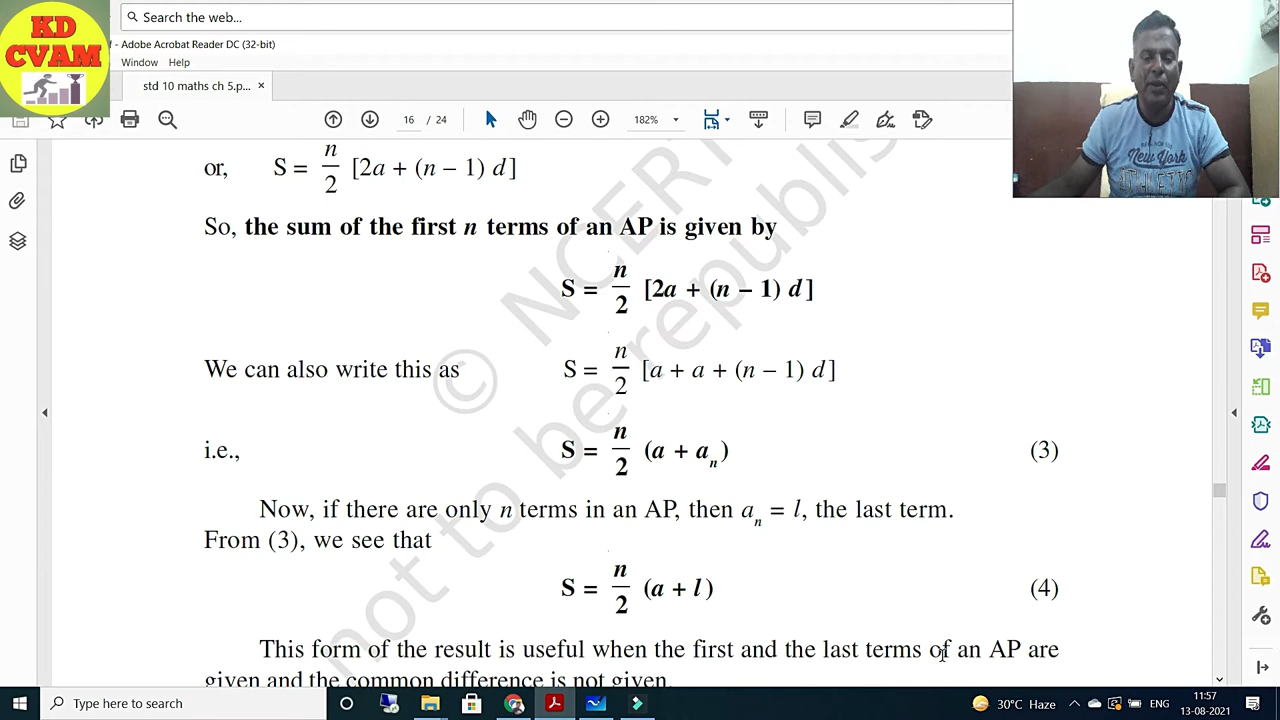 KD
CVAM
Search the web...
- Adobe Acrobat Reader DC (32-bit)
Window Help
std 10 maths ch 5.p... ×
16 / 24
182%
New York
or, S = n/2 [2a + (n – 1) d]
So, the sum of the first n terms of an AP is given by
S = n/2 [2a + (n – 1) d]
We can also write this as S = n/2 [a + a + (n – 1) d]
i.e., S = n/2 (a + aₙ) (3)
Now, if there are only n terms in an AP, then aₙ = l, the last term.
From (3), we see that
S = n/2 (a + l) (4)
This form of the result is useful when the first and the last terms of an AP are
given and the common difference is not given
© NCERT
not to be republis
Type here to search
30°C Haze
11:57
13-08-2021